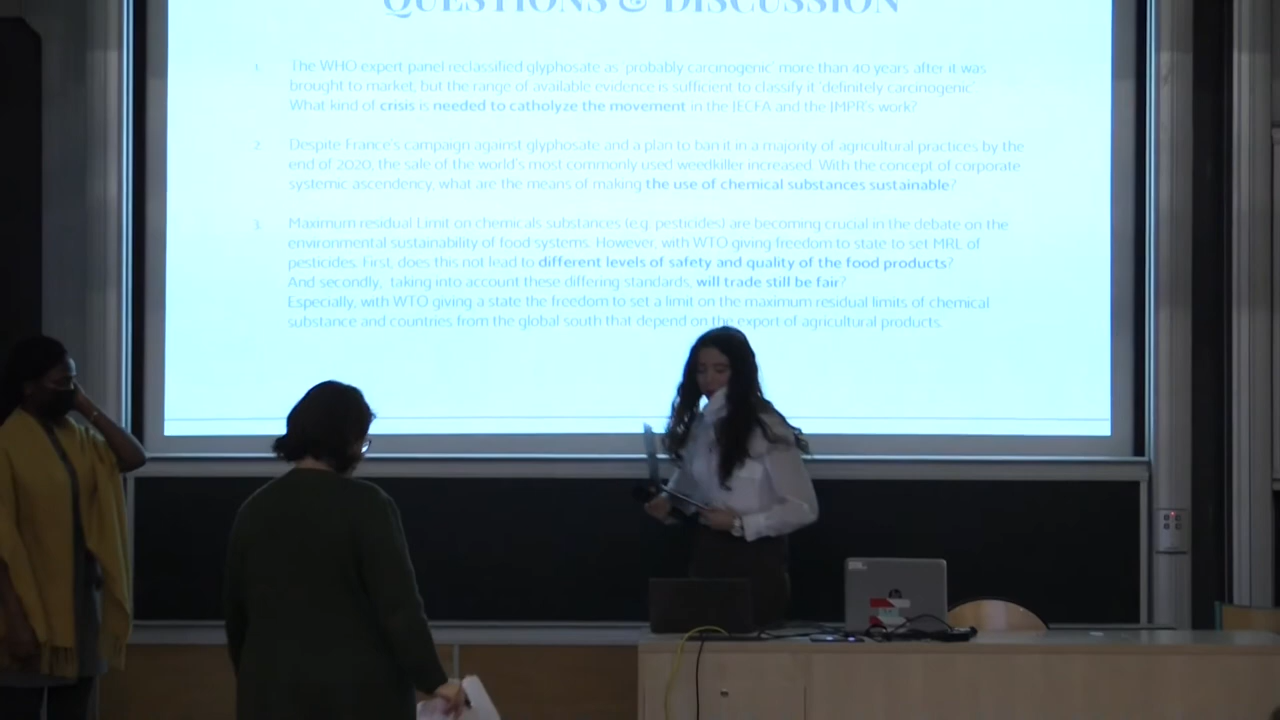 QUESTIONS & DISCUSSION
1. The WHO expert panel reclassified glyphosate as 'probably carcinogenic' more than 40 years after it was
brought to market, but the range of available evidence is sufficient to classify it 'definitely carcinogenic'.
What kind of crisis is needed to catholyze the movement in the JECFA and the JMPR's work?
2. Despite France's campaign against glyphosate and a plan to ban it in a majority of agricultural practices by the
end of 2020, the sale of the world's most commonly used weedkiller increased. With the concept of corporate
systemic ascendency, what are the means of making the use of chemical substances sustainable?
3. Maximum residual Limit on chemicals substances (e.g. pesticides) are becoming crucial in the debate on the
environmental sustainability of food systems. However, with WTO giving freedom to state to set MRL of
pesticides. First, does this not lead to different levels of safety and quality of the food products?
And secondly, taking into account these differing standards, will trade still be fair?
Especially, with WTO giving a state the freedom to set a limit on the maximum residual limits of chemical
substance and countries from the global south that depend on the export of agricultural products.
hp